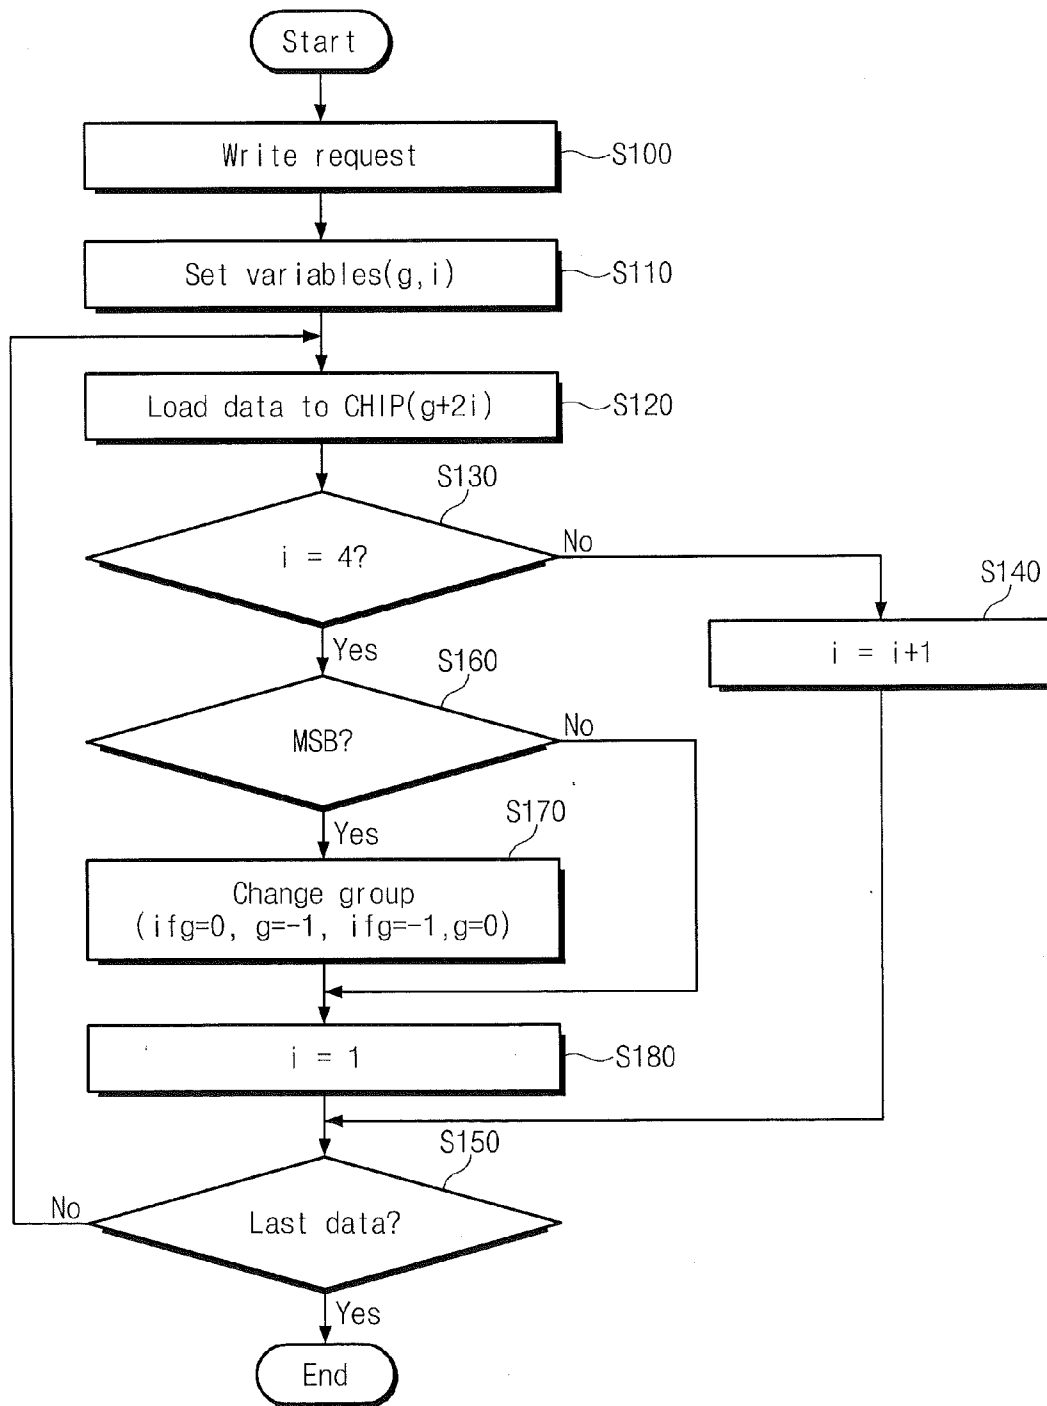 Start
Write request
S100
Set variables(g,i)
S110
Load data to CHIP(g+2i)
S120
S130
i = 4?
No
S140
i = i+1
Yes
S160
MSB?
No
Yes
S170
Change group
(ifg=0, g=-1, ifg=-1,g=0)
i = 1
S180
S150
Last data?
No
Yes
End